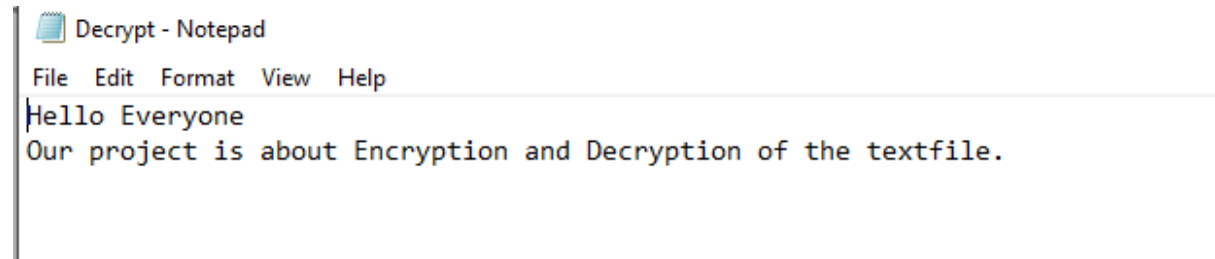 Decrypt - Notepad
File Edit Format View Help
Hello Everyone
Our project is about Encryption and Decryption of the textfile.